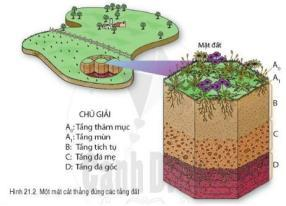 Mặt đất
A₀
A₁
B
C
D
CHÚ GIẢI
A₀: Tầng thảm mục
A₁: Tầng mùn
B: Tầng tích tụ
C: Tầng đá mẹ
D: Tầng đá gốc
Hình 21.2. Một mặt cắt thẳng đứng các tầng đất